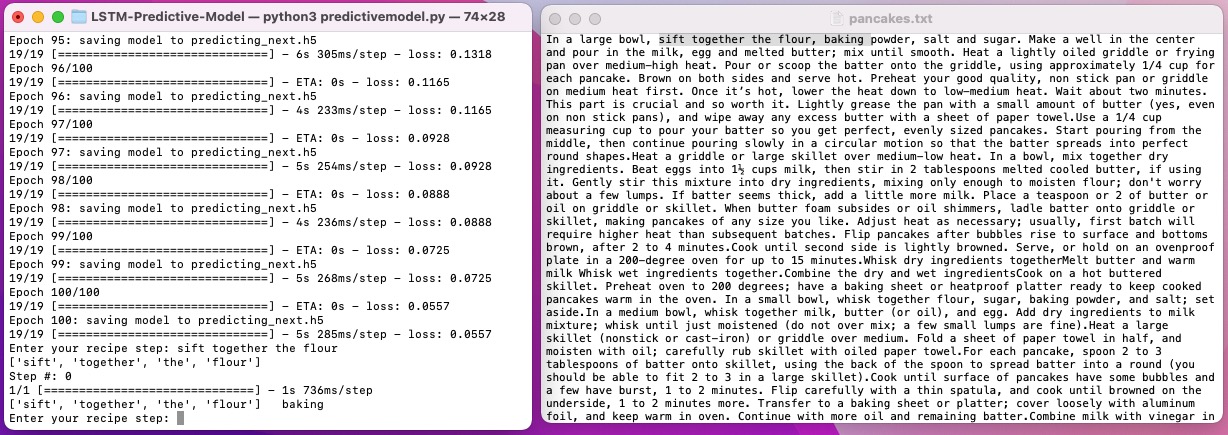 LSTM-Predictive-Model — python3 predictivemodel.py — 74×28
Epoch 95: saving model to predicting_next.h5
19/19 [==============================] - 6s 305ms/step - loss: 0.1318
Epoch 96/100
19/19 [==============================] - ETA: 0s - loss: 0.1165
Epoch 96: saving model to predicting_next.h5
19/19 [==============================] - 4s 233ms/step - loss: 0.1165
Epoch 97/100
19/19 [==============================] - ETA: 0s - loss: 0.0928
Epoch 97: saving model to predicting_next.h5
19/19 [==============================] - 5s 254ms/step - loss: 0.0928
Epoch 98/100
19/19 [==============================] - ETA: 0s - loss: 0.0888
Epoch 98: saving model to predicting_next.h5
19/19 [==============================] - 4s 236ms/step - loss: 0.0888
Epoch 99/100
19/19 [==============================] - ETA: 0s - loss: 0.0725
Epoch 99: saving model to predicting_next.h5
19/19 [==============================] - 5s 268ms/step - loss: 0.0725
Epoch 100/100
19/19 [==============================] - ETA: 0s - loss: 0.0557
Epoch 100: saving model to predicting_next.h5
19/19 [==============================] - 5s 285ms/step - loss: 0.0557
Enter your recipe step: sift together the flour
['sift', 'together', 'the', 'flour']
Step #: 0
1/1 [==============================] - 1s 736ms/step
['sift', 'together', 'the', 'flour']   baking
Enter your recipe step:
pancakes.txt
In a large bowl, sift together the flour, baking powder, salt and sugar. Make a well in the center
and pour in the milk, egg and melted butter; mix until smooth. Heat a lightly oiled griddle or frying
pan over medium-high heat. Pour or scoop the batter onto the griddle, using approximately 1/4 cup for
each pancake. Brown on both sides and serve hot. Preheat your good quality, non stick pan or griddle
on medium heat first. Once it's hot, lower the heat down to low-medium heat. Wait about two minutes.
This part is crucial and so worth it. Lightly grease the pan with a small amount of butter (yes, even
on non stick pans), and wipe away any excess butter with a sheet of paper towel.Use a 1/4 cup
measuring cup to pour your batter so you get perfect, evenly sized pancakes. Start pouring from the
middle, then continue pouring slowly in a circular motion so that the batter spreads into perfect
round shapes.Heat a griddle or large skillet over medium-low heat. In a bowl, mix together dry
ingredients. Beat eggs into 1½ cups milk, then stir in 2 tablespoons melted cooled butter, if using
it. Gently stir this mixture into dry ingredients, mixing only enough to moisten flour; don't worry
about a few lumps. If batter seems thick, add a little more milk. Place a teaspoon or 2 of butter or
oil on griddle or skillet. When butter foam subsides or oil shimmers, ladle batter onto griddle or
skillet, making pancakes of any size you like. Adjust heat as necessary; usually, first batch will
require higher heat than subsequent batches. Flip pancakes after bubbles rise to surface and bottoms
brown, after 2 to 4 minutes.Cook until second side is lightly browned. Serve, or hold on an ovenproof
plate in a 200-degree oven for up to 15 minutes.Whisk dry ingredients togetherMelt butter and warm
milk Whisk wet ingredients together.Combine the dry and wet ingredientsCook on a hot buttered
skillet. Preheat oven to 200 degrees; have a baking sheet or heatproof platter ready to keep cooked
pancakes warm in the oven. In a small bowl, whisk together flour, sugar, baking powder, and salt; set
aside.In a medium bowl, whisk together milk, butter (or oil), and egg. Add dry ingredients to milk
mixture; whisk until just moistened (do not over mix; a few small lumps are fine).Heat a large
skillet (nonstick or cast-iron) or griddle over medium. Fold a sheet of paper towel in half, and
moisten with oil; carefully rub skillet with oiled paper towel.For each pancake, spoon 2 to 3
tablespoons of batter onto skillet, using the back of the spoon to spread batter into a round (you
should be able to fit 2 to 3 in a large skillet).Cook until surface of pancakes have some bubbles and
a few have burst, 1 to 2 minutes. Flip carefully with a thin spatula, and cook until browned on the
underside, 1 to 2 minutes more. Transfer to a baking sheet or platter; cover loosely with aluminum
foil, and keep warm in oven. Continue with more oil and remaining batter.Combine milk with vinegar in